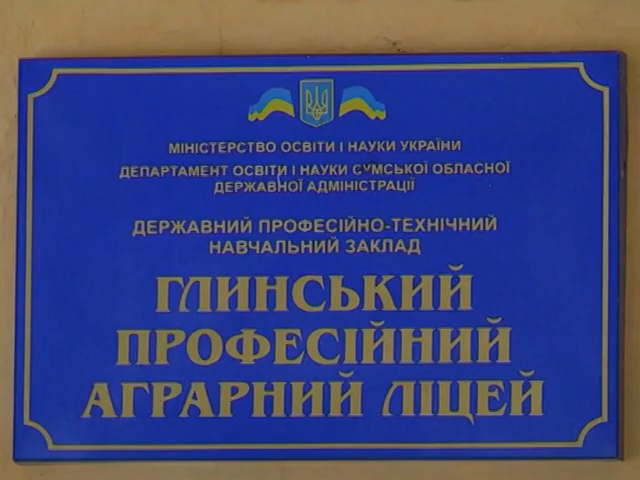 МІНІСТЕРСТВО ОСВІТИ І НАУКИ УКРАЇНИ
ДЕПАРТАМЕНТ ОСВІТИ І НАУКИ СУМСЬКОЇ ОБЛАСНОЇ
ДЕРЖАВНОЇ АДМІНІСТРАЦІЇ
ДЕРЖАВНИЙ ПРОФЕСІЙНО-ТЕХНІЧНИЙ
НАВЧАЛЬНИЙ ЗАКЛАД
ГЛИНСЬКИЙ
ПРОФЕСІЙНИЙ
АГРАРНИЙ ЛІЦЕЙ